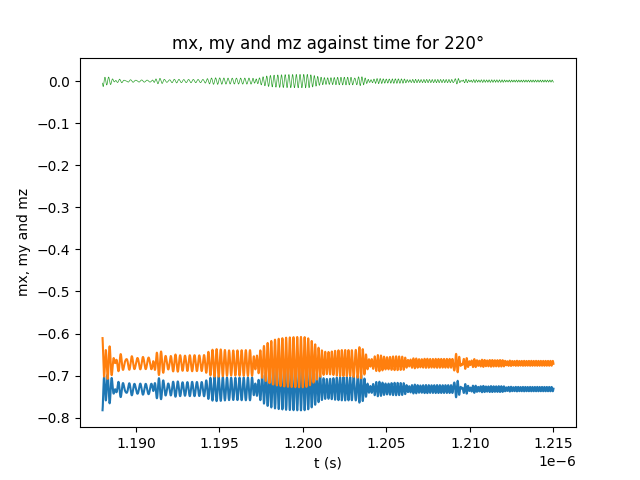 mx, my and mz against time for 220°
mx, my and mz
0.0
−0.1
−0.2
−0.3
−0.4
−0.5
−0.6
−0.7
−0.8
1.190 1.195 1.200 1.205 1.210 1.215
1e−6
t (s)